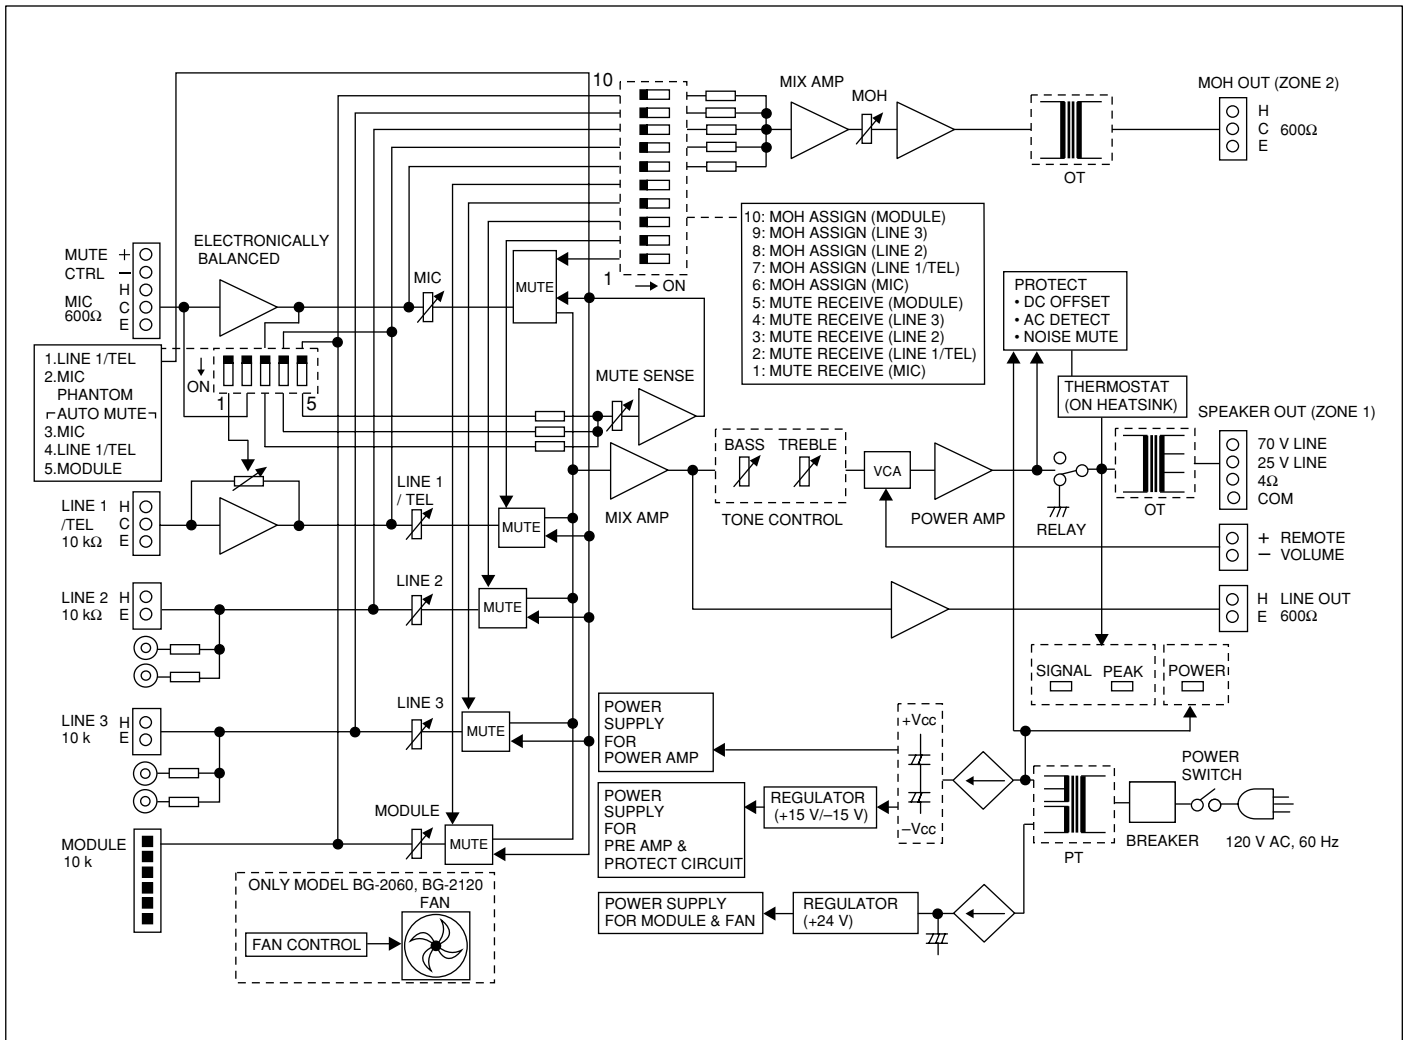 10
MIX AMP
MOH
MOH OUT (ZONE 2)
H
C 600Ω
E
OT
1
→ ON
10: MOH ASSIGN (MODULE)
9: MOH ASSIGN (LINE 3)
8: MOH ASSIGN (LINE 2)
7: MOH ASSIGN (LINE 1/TEL)
6: MOH ASSIGN (MIC)
5: MUTE RECEIVE (MODULE)
4: MUTE RECEIVE (LINE 3)
3: MUTE RECEIVE (LINE 2)
2: MUTE RECEIVE (LINE 1/TEL)
1: MUTE RECEIVE (MIC)
ELECTRONICALLY
BALANCED
MUTE +
CTRL −
H
MIC C
600Ω
E
MIC
MUTE
PROTECT
• DC OFFSET
• AC DETECT
• NOISE MUTE
THERMOSTAT
(ON HEATSINK)
1.LINE 1/TEL
2.MIC
PHANTOM
┌AUTO MUTE┐
3.MIC
4.LINE 1/TEL
5.MODULE
↓
ON
1
5
MUTE SENSE
MIX AMP
BASS TREBLE
TONE CONTROL
VCA
POWER AMP
RELAY
OT
SPEAKER OUT (ZONE 1)
70 V LINE
25 V LINE
4Ω
COM
+ REMOTE
− VOLUME
H LINE OUT
E 600Ω
LINE 1 H
/TEL C
10 kΩ E
LINE 1
/ TEL
MUTE
LINE 2 H
10 kΩ E
LINE 2
MUTE
SIGNAL PEAK
POWER
LINE 3 H
10 k E
LINE 3
MUTE
POWER
SUPPLY
FOR
POWER AMP
+Vcc
−Vcc
POWER
SUPPLY
FOR
PRE AMP &
PROTECT CIRCUIT
REGULATOR
(+15 V/–15 V)
PT
BREAKER
POWER
SWITCH
120 V AC, 60 Hz
MODULE
10 k
MODULE
MUTE
ONLY MODEL BG-2060, BG-2120
FAN
FAN CONTROL
POWER SUPPLY
FOR MODULE & FAN
REGULATOR
(+24 V)